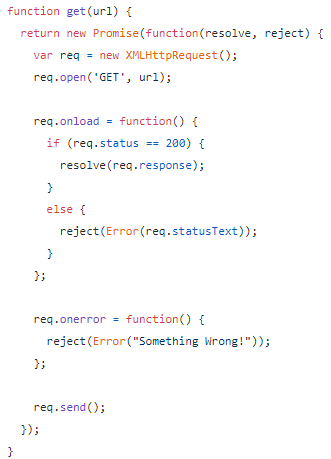 function get(url) {
  return new Promise(function(resolve, reject) {
    var req = new XMLHttpRequest();
    req.open('GET', url);

    req.onload = function() {
      if (req.status == 200) {
        resolve(req.response);
      }
      else {
        reject(Error(req.statusText));
      }
    };

    req.onerror = function() {
      reject(Error("Something Wrong!"));
    };

    req.send();
  });
}